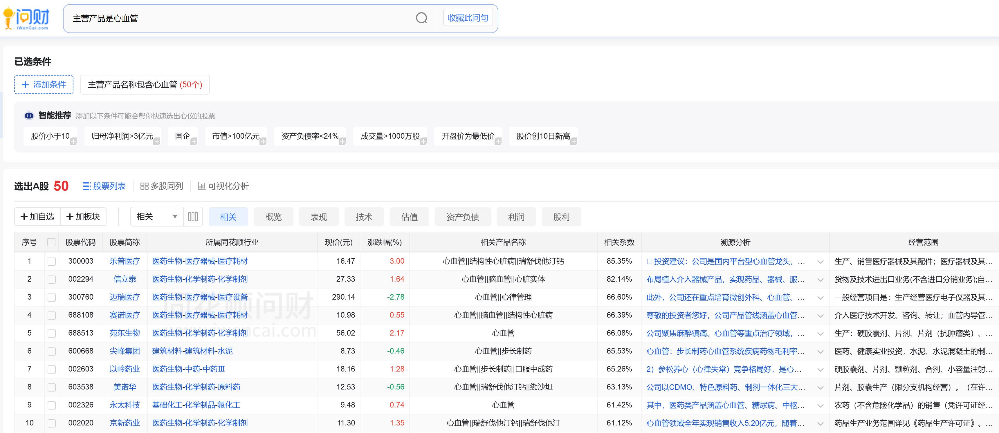 问财
iWenCai.com
主营产品是心血管
收藏此问句
已选条件
添加条件
主营产品名称包含心血管 (50个)
智能推荐 添加以下条件可能会帮你快速选出心仪的股票
股价小于10 归母净利润>3亿元 国企 市值>100亿元 资产负债率<24% 成交量>1000万股 开盘价为最低价 股价创10日新高
选出A股 50 股票列表 多股同列 可视化分析
加自选 加板块 相关 相关 概览 表现 技术 估值 资产负债 利润 股利
序号 股票代码 股票简称 所属同花顺行业 现价(元) 涨跌幅(%) 相关产品名称 相关系数 溯源分析 经营范围
1 300003 乐普医疗 医药生物-医疗器械-医疗耗材 16.47 3.00 心血管||结构性心脏病||瑞舒伐他汀钙 85.35% 投资建议：公司是国内平台型心血管龙头，... 生产、销售医疗器械及其配件；医疗器械及其...
2 002294 信立泰 医药生物-化学制药-化学制剂 27.33 1.64 心血管||脑血管||心脏实体 82.14% 布局植入介入器械产品，实现药品、器械、服... 货物及技术进出口业务(不含进口分销业务);自...
3 300760 迈瑞医疗 医药生物-医疗器械-医疗设备 290.14 -2.78 心血管||心律管理 66.60% 此外，公司还在重点培育微创外科、心血管、... 一般经营项目是：生产经营医疗电子仪器及其...
4 688108 赛诺医疗 医药生物-医疗器械-医疗耗材 10.98 0.55 心血管||脑血管||结构性心脏病 66.39% 尊敬的投资者您好，公司产品管线涵盖心血管... 介入医疗技术开发、咨询、转让；血管内导管...
5 688513 苑东生物 医药生物-化学制药-化学制剂 56.02 2.17 心血管 66.08% 公司聚焦麻醉镇痛、心血管等重点治疗领域，... 生产：硬胶囊剂、片剂、片剂（抗肿瘤类）、...
6 600668 尖峰集团 建筑材料-建筑材料-水泥 8.73 -0.46 心血管||步长制药 65.53% 心血管：步长制药心血管系统疾病药物毛利率... 医药、健康实业投资，水泥、水泥混凝土的制...
7 002603 以岭药业 医药生物-中药-中药Ⅲ 18.16 1.28 心血管||步长制药||口服中成药 65.26% 2）参松养心（心律失常）竞争格局好，是心... 硬胶囊剂、片剂、颗粒剂、合剂、小容量注射...
8 603538 美诺华 医药生物-化学制药-原料药 12.53 -0.56 心血管||瑞舒伐他汀钙||缬沙坦 63.13% 公司以CDMO、特色原料药、制剂一体化三大... 片剂、胶囊生产（限分支机构经营）。（在许...
9 002326 永太科技 基础化工-化学制品-氟化工 9.48 0.74 心血管 61.42% 其中，医药类产品涵盖心血管、糖尿病、中枢... 农药（不含危险化学品）的销售（凭许可证经...
10 002020 京新药业 医药生物-化学制药-化学制剂 11.30 1.35 心血管||瑞舒伐他汀钙||瑞舒伐他汀 61.12% 心血管领域全年实现销售收入5.20亿元，随着... 药品生产业务范围详见《药品生产许可证》。...
同花顺问财
www.iwencai.com